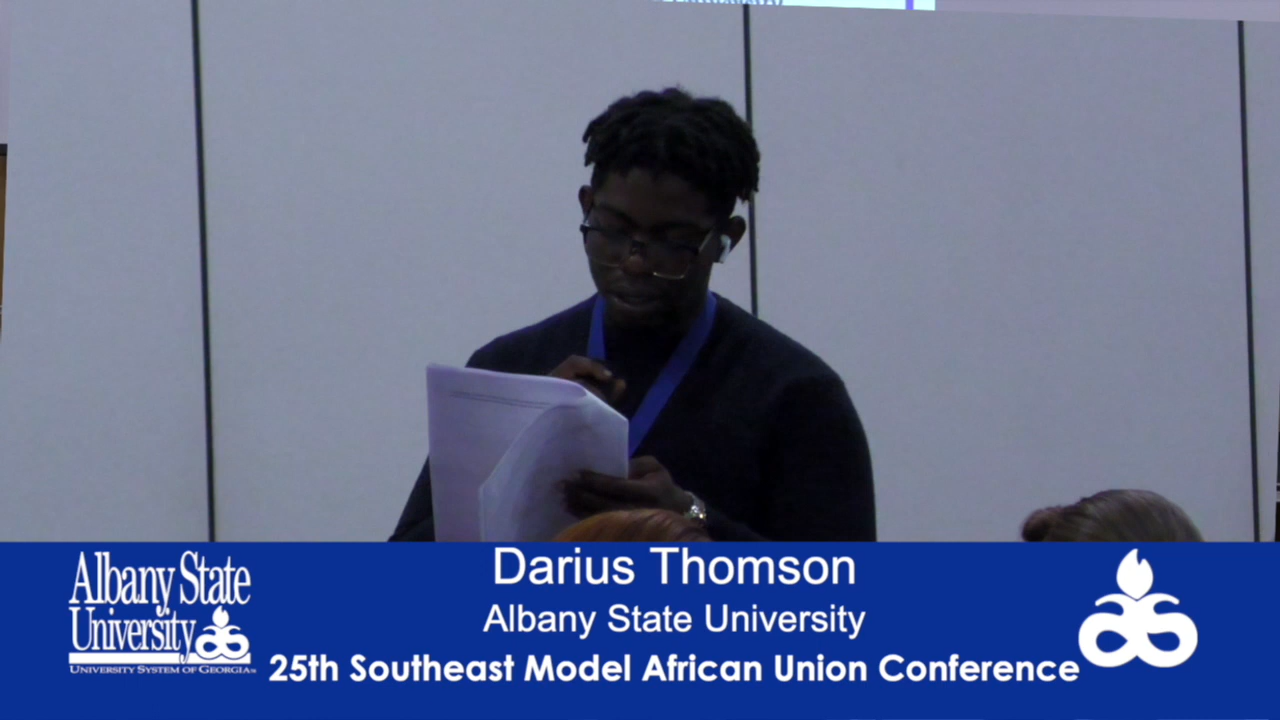 Darius Thomson
Albany State University
25th Southeast Model African Union Conference
Albany State
University
UNIVERSITY SYSTEM OF GEORGIA